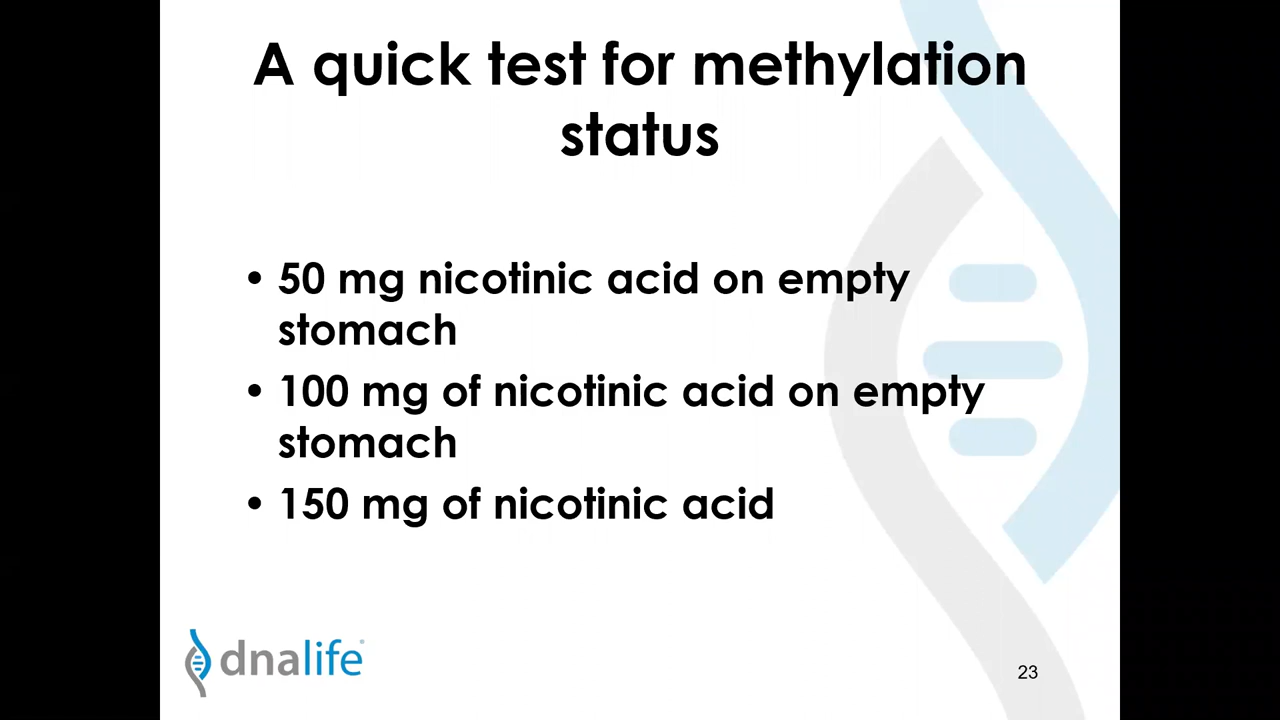 A quick test for methylation
status
• 50 mg nicotinic acid on empty
stomach
• 100 mg of nicotinic acid on empty
stomach
• 150 mg of nicotinic acid
dnalife
23